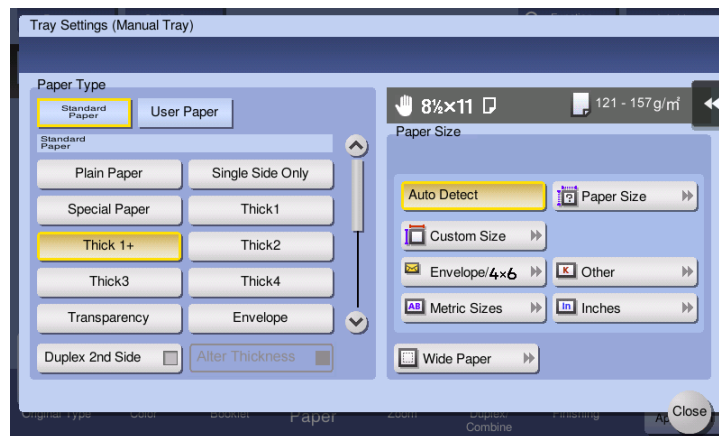 Tray Settings (Manual Tray)
Paper Type
Standard Paper
User Paper
Standard Paper
Plain Paper
Single Side Only
Special Paper
Thick1
Thick 1+
Thick2
Thick3
Thick4
Transparency
Envelope
Duplex 2nd Side
Alter Thickness
8½×11
121 - 157g/m²
Paper Size
Auto Detect
? Paper Size
Custom Size
Envelope/4×6
K Other
AB Metric Sizes
In Inches
Wide Paper
Close
Original Type
Color
Booklet
Paper
Zoom
Duplex/
Combine
Finishing